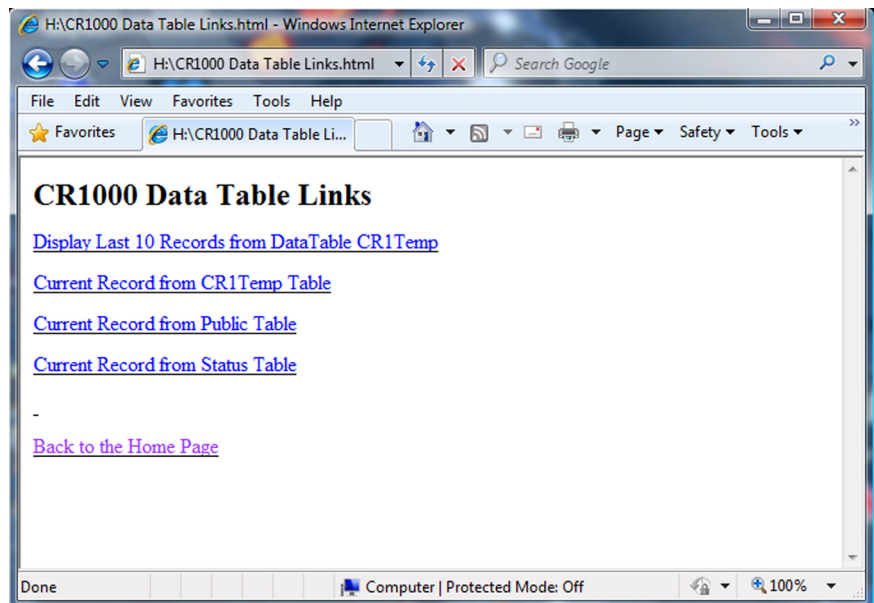 H:\CR1000 Data Table Links.html - Windows Internet Explorer
H:\CR1000 Data Table Links.html
Search Google
File Edit View Favorites Tools Help
Favorites H:\CR1000 Data Table Li... Page Safety Tools »
CR1000 Data Table Links
Display Last 10 Records from DataTable CR1Temp
Current Record from CR1Temp Table
Current Record from Public Table
Current Record from Status Table
-
Back to the Home Page
Done Computer | Protected Mode: Off 100%